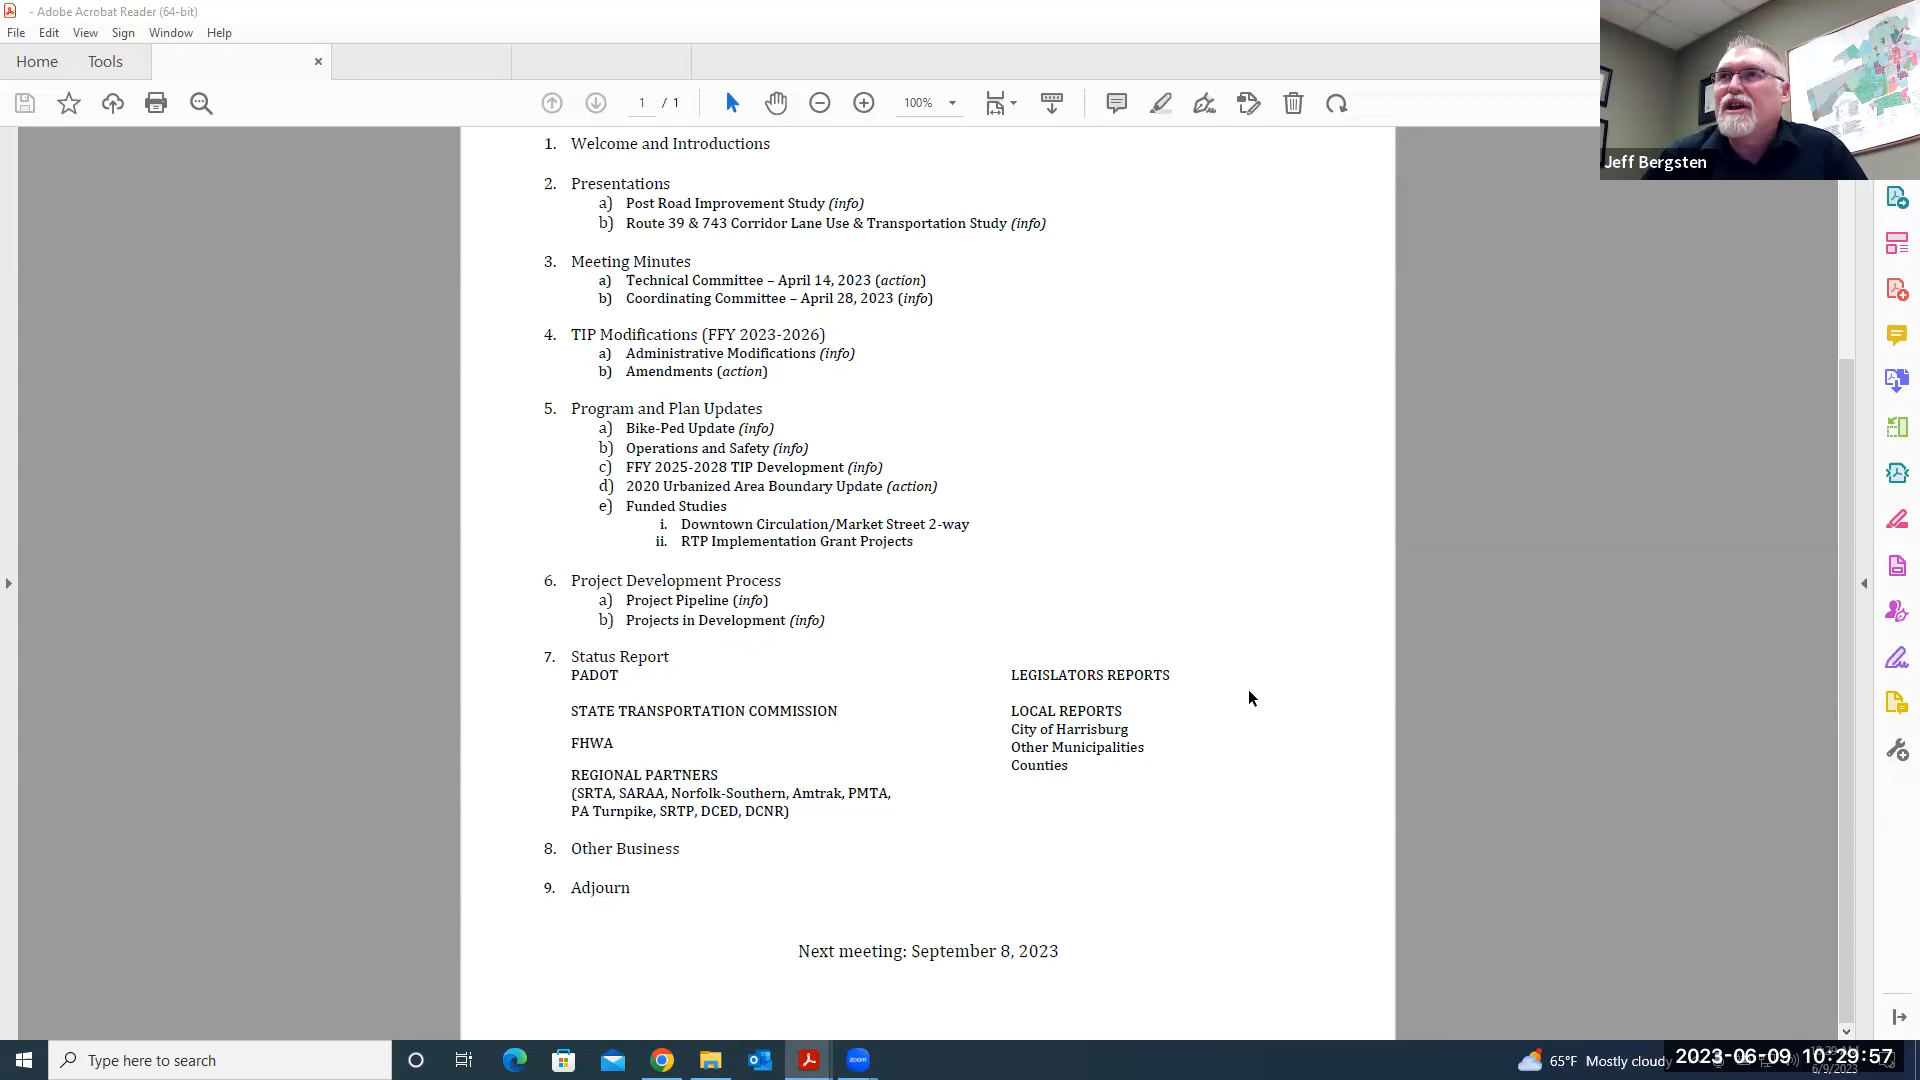 - Adobe Acrobat Reader (64-bit)
File Edit View Sign Window Help
Home Tools
1 / 1 100%
Jeff Bergsten
1. Welcome and Introductions
2. Presentations
a) Post Road Improvement Study (info)
b) Route 39 & 743 Corridor Lane Use & Transportation Study (info)
3. Meeting Minutes
a) Technical Committee – April 14, 2023 (action)
b) Coordinating Committee – April 28, 2023 (info)
4. TIP Modifications (FFY 2023-2026)
a) Administrative Modifications (info)
b) Amendments (action)
5. Program and Plan Updates
a) Bike-Ped Update (info)
b) Operations and Safety (info)
c) FFY 2025-2028 TIP Development (info)
d) 2020 Urbanized Area Boundary Update (action)
e) Funded Studies
i. Downtown Circulation/Market Street 2-way
ii. RTP Implementation Grant Projects
6. Project Development Process
a) Project Pipeline (info)
b) Projects in Development (info)
7. Status Report
PADOT
STATE TRANSPORTATION COMMISSION
FHWA
REGIONAL PARTNERS
(SRTA, SARAA, Norfolk-Southern, Amtrak, PMTA,
PA Turnpike, SRTP, DCED, DCNR)
LEGISLATORS REPORTS
LOCAL REPORTS
City of Harrisburg
Other Municipalities
Counties
8. Other Business
9. Adjourn
Next meeting: September 8, 2023
Type here to search
zoom
65°F Mostly cloudy
2023-06-09 10:29:57
6/9/2023